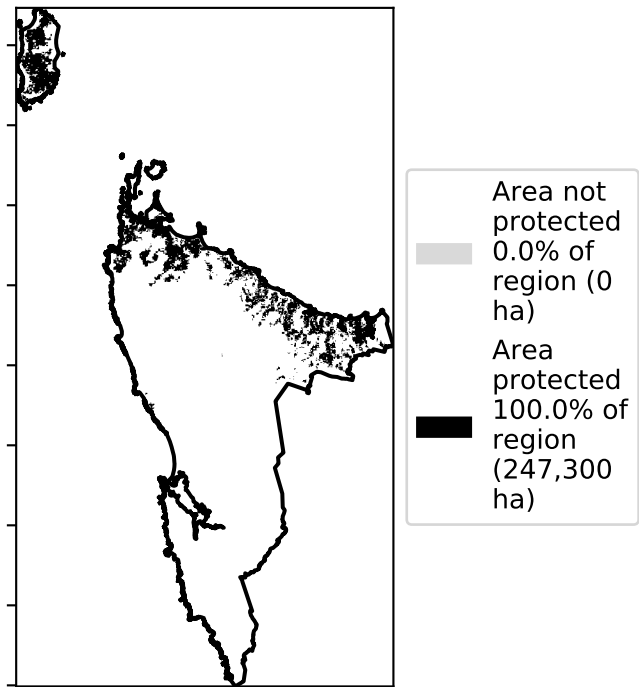 Area not
protected
0.0% of
region (0
ha)
Area
protected
100.0% of
region
(247,300
ha)